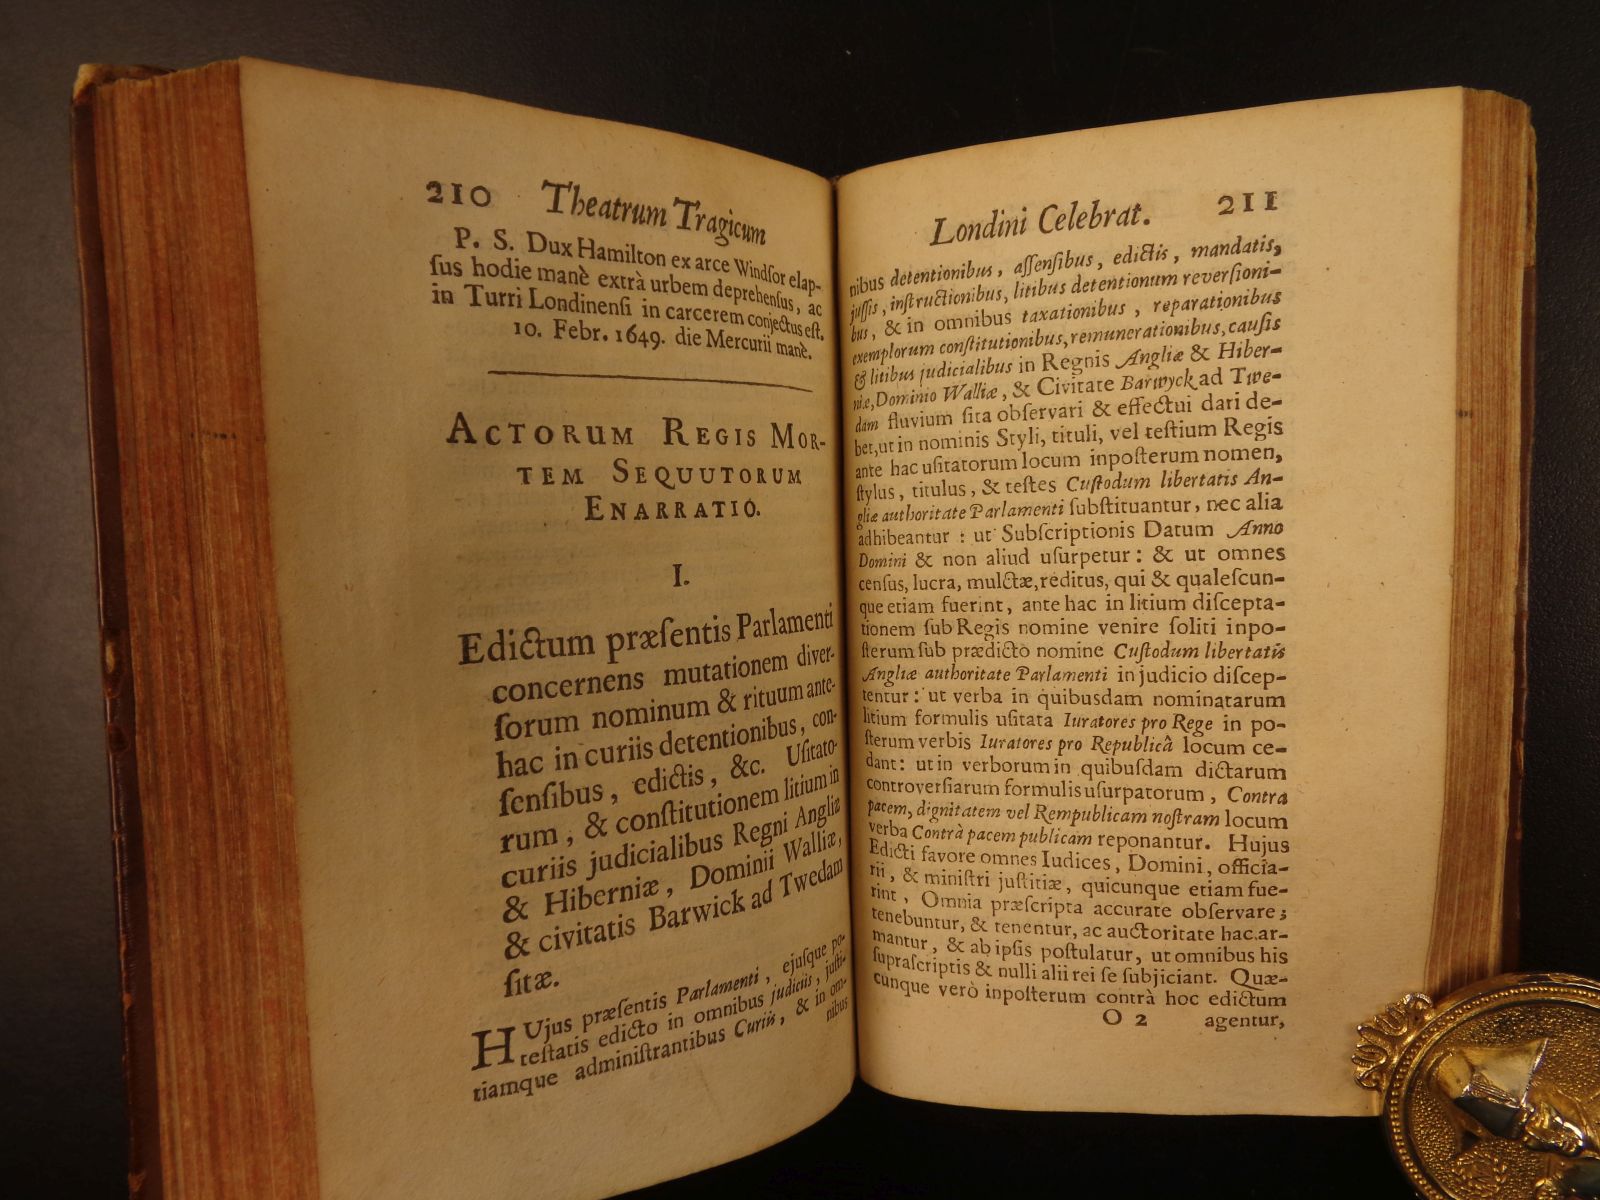 210 Theatrum Tragicum
P. S. Dux Hamilton ex arce Windſor elap-
ſus hodie manè extrà urbem deprehenſus, ac
in Turri Londinenſi in carcerem conjectus eſt.
10. Febr. 1649. die Mercurii manè.
ACTORUM REGIS MOR-
TEM SEQUUTORUM
ENARRATIO.
I.
Edictum præſentis Parlamenti
concernens mutationem diver-
ſorum nominum & rituum ante-
hac in curiis detentionibus, con-
ſenſibus, edictis, &c. Uſitato-
rum, & conſtitutionem litium in
curiis judicialibus Regni Angliæ
& Hiberniæ, Dominii Walliæ,
& civitatis Barwick ad Twedam
ſitæ.
HUjus præſentis Parlamenti, ejuſque po-
teſtatis edicto in omnibus judiciis, juſti-
tiamque adminiſtrantibus Curiis, & in om-
nibus
Londini Celebrat. 211
nibus detentionibus, aſſenſibus, edictis, mandatis,
juſſis, inſtructionibus, litibus detentionum reverſioni-
bus, & in omnibus taxationibus, reparationibus
exemplorum conſtitutionibus, remunerationibus, cauſis
& litibus judicialibus in Regnis Angliæ & Hiber-
niæ, Dominio Walliæ, & Civitate Barwyck ad Twe-
dam fluvium ſita obſervari & effectui dari de-
bet, ut in nominis Styli, tituli, vel teſtium Regis
ante hac uſitatorum locum inpoſterum nomen,
ſtylus, titulus, & teſtes Cuſtodum libertatis An-
gliæ authoritate Parlamenti ſubſtituantur, nec alia
adhibeantur : ut Subſcriptionis Datum Anno
Domini & non aliud uſurpetur : & ut omnes
cenſus, lucra, mulctæ, reditus, qui & qualeſcun-
que etiam fuerint, ante hac in litium diſcepta-
tionem ſub Regis nomine venire ſoliti inpo-
ſterum ſub prædicto nomine Cuſtodum libertatis
Angliæ authoritate Parlamenti in judicio diſcep-
tentur : ut verba in quibusdam nominatarum
litium formulis uſitata Iuratores pro Rege in po-
ſterum verbis Iuratores pro Republicâ locum ce-
dant : ut in verborum in quibuſdam dictarum
controverſiarum formulis uſurpatorum, Contra
pacem, dignitatem vel Rempublicam noſtram locum
verba Contrà pacem publicam reponantur. Hujus
Edicti favore omnes Iudices, Domini, officia-
rii, & miniſtri juſtitiæ, quicunque etiam fue-
rint, Omnia præſcripta accurate obſervare ;
tenebuntur, & tenentur, ac auctoritate hac ar-
mantur, & ab ipſis poſtulatur, ut omnibus his
ſupraſcriptis & nulli alii rei ſe ſubjiciant. Quæ-
cunque verò inpoſterum contrà hoc edictum
O 2 agentur,